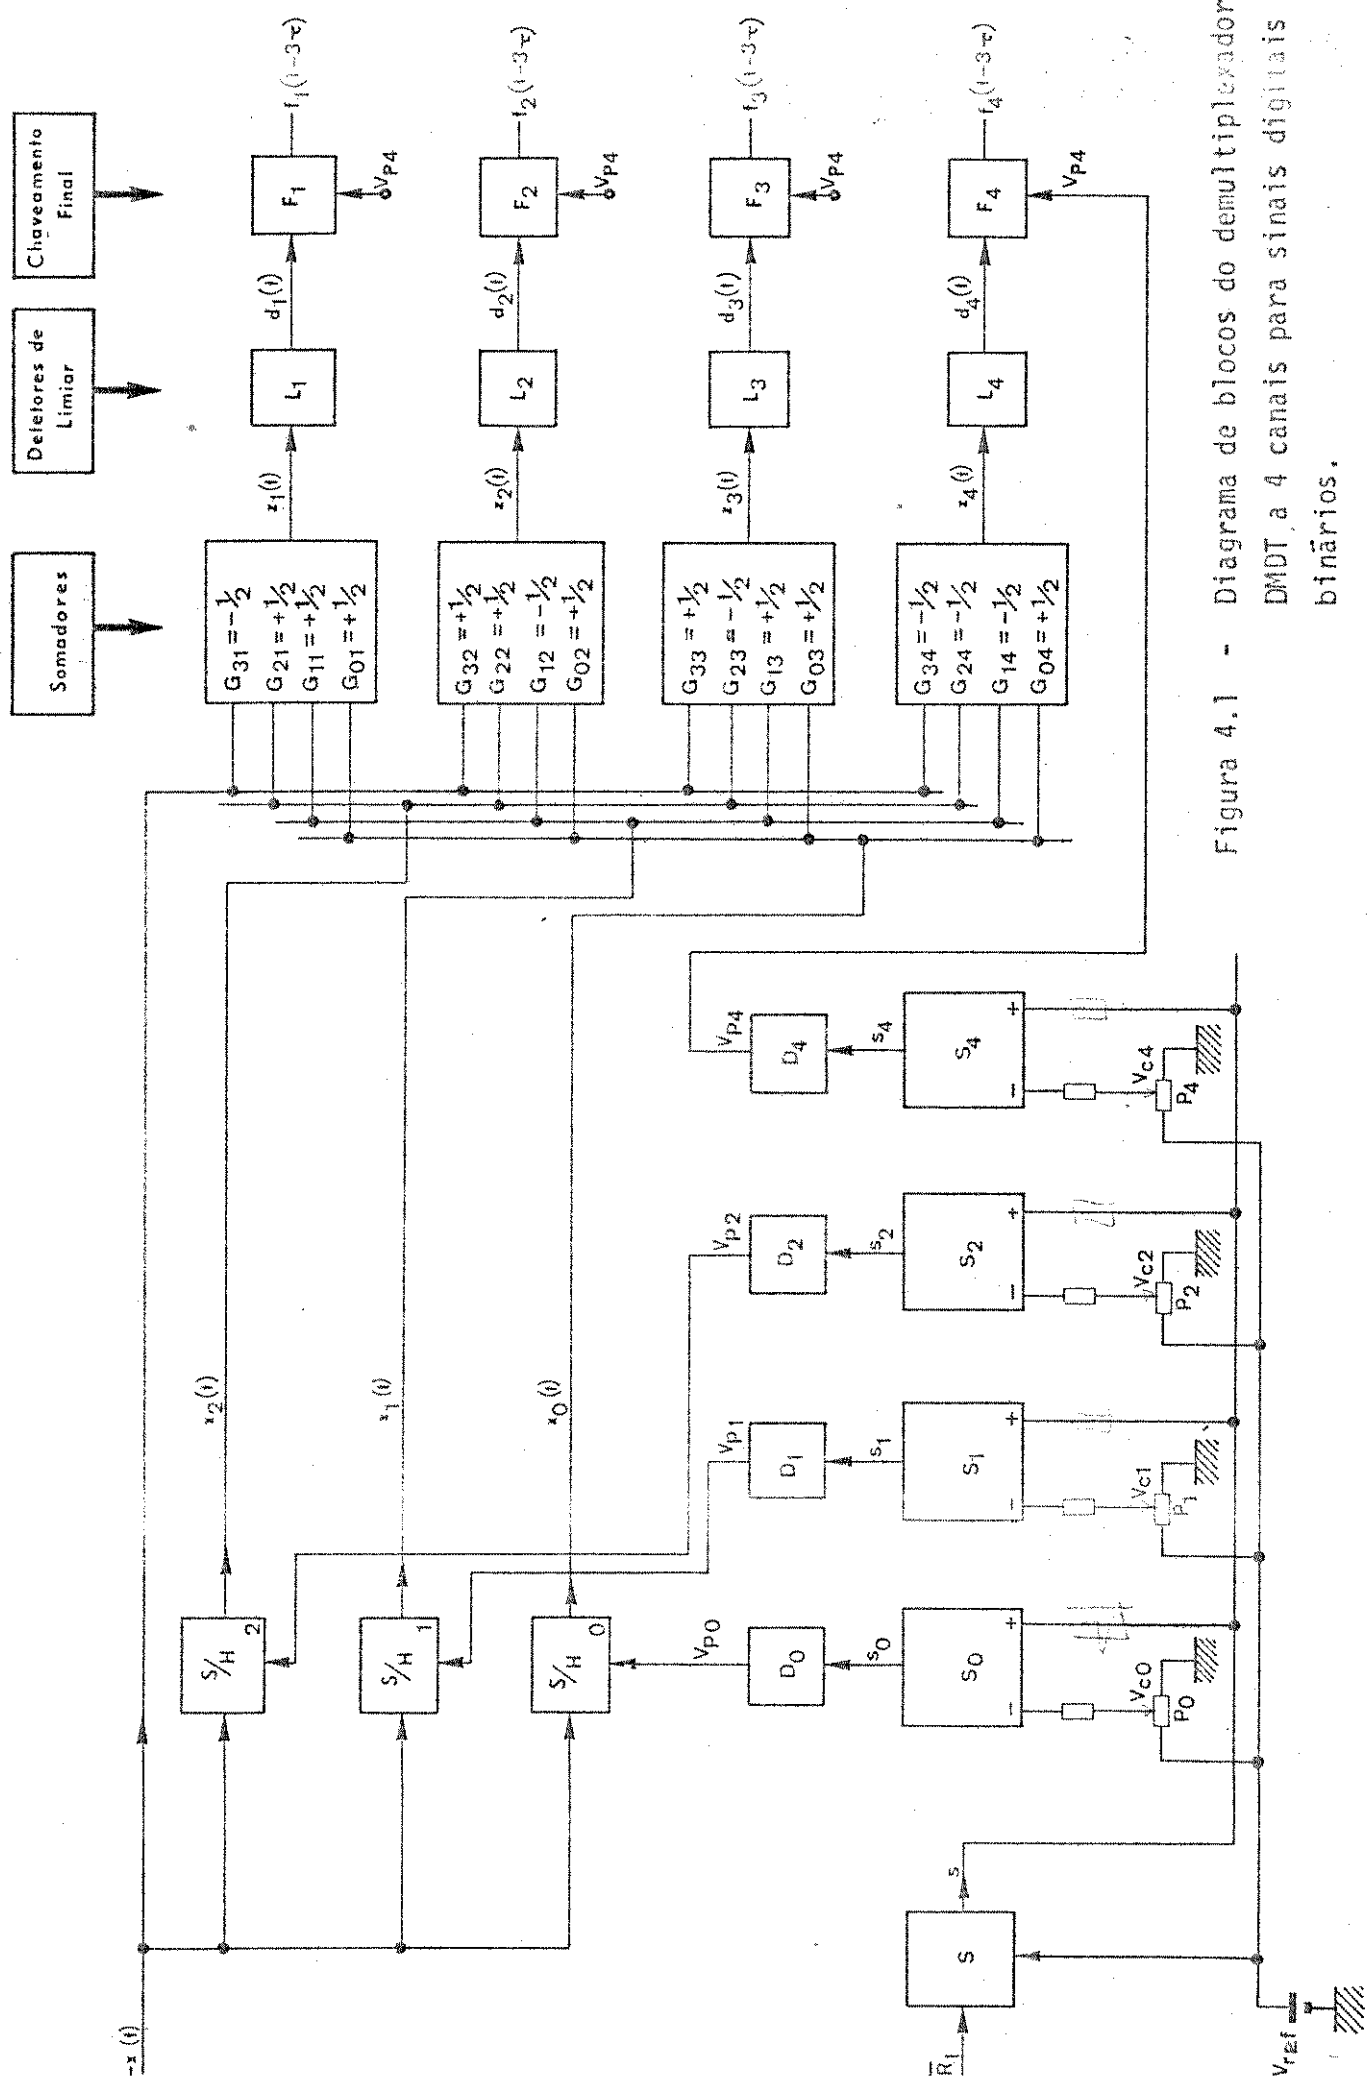 Somadores
Detetores de
Limiar
Chaveamento
Final
-x(t)
x2(t)
x1(t)
x0(t)
S/H 2
S/H 1
S/H 0
G31=-1/2
G21=+1/2
G11=+1/2
G01=+1/2
x1(t)
L1
d1(t)
F1
f1(t-3τ)
VP4
G32=+1/2
G22=+1/2
G12=-1/2
G02=+1/2
x2(t)
L2
d2(t)
F2
f2(t-3τ)
VP4
G33=+1/2
G23=-1/2
G13=+1/2
G03=+1/2
x3(t)
L3
d3(t)
F3
f3(t-3τ)
VP4
G34=-1/2
G24=-1/2
G14=-1/2
G04=+1/2
x4(t)
L4
d4(t)
F4
f4(t-3τ)
VP4
VP0
VP1
VP2
VP4
D0
D1
D2
D4
s0
s1
s2
s4
S0
S1
S2
S4
- +
- +
- +
- +
Vc0
Vc1
Vc2
Vc4
P0
P1
P2
P4
R1
S
s
Vref
Figura 4.1 - Diagrama de blocos do demultiplexador
DMDT a 4 canais para sinais digitais
binários.